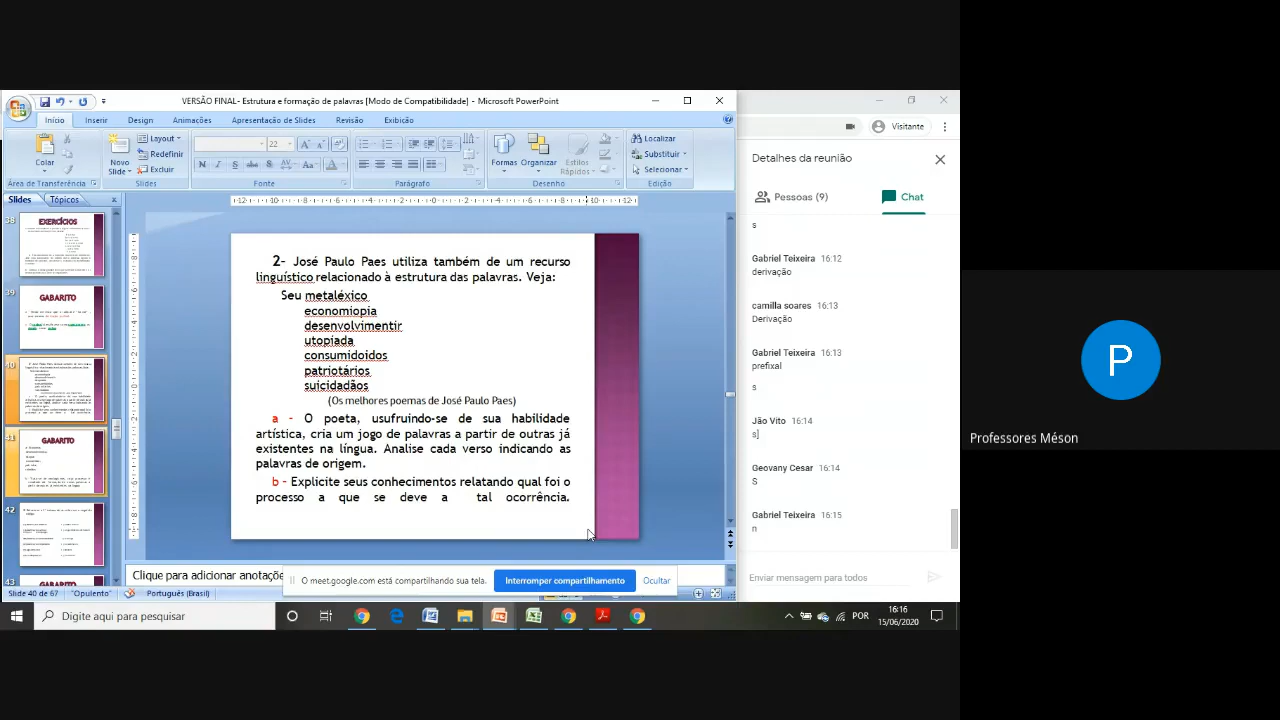 VERSÃO FINAL- Estrutura e formação de palavras [Modo de Compatibilidade] - Microsoft PowerPoint
Início Inserir Design Animações Apresentação de Slides Revisão Exibição
Colar
Novo Slide
Layout
Redefinir
Excluir
22
Formas Organizar Estilos Rápidos
Localizar
Substituir
Selecionar
Área de Transferência Slides Fonte Parágrafo Desenho Edição
Slides Tópicos
38
EXERCÍCIOS
39
GABARITO
40
41
GABARITO
42
43
GABARITO
2- José Paulo Paes utiliza também de um recurso
linguístico relacionado à estrutura das palavras. Veja:
Seu metaléxico
economiopia
desenvolvimentir
utopiada
consumidoidos
patriotários
suicidadãos
(Os melhores poemas de José Paulo Paes)
a - O poeta, usufruindo-se de sua habilidade
artística, cria um jogo de palavras a partir de outras já
existentes na língua. Analise cada verso indicando as
palavras de origem.
b - Explicite seus conhecimentos relatando qual foi o
processo a que se deve a tal ocorrência.
Clique para adicionar anotaçõe
O meet.google.com está compartilhando sua tela. Interromper compartilhamento Ocultar
Slide 40 de 67 "Opulento" Português (Brasil)
Visitante
Detalhes da reunião
Pessoas (9) Chat
s
Gabriel Teixeira 16:12
derivação
camilla soares 16:13
Derivação
Gabriel Teixeira 16:13
prefixal
s
Jão Vito 16:14
s]
Geovany Cesar 16:14
S
Gabriel Teixeira 16:15
n
Enviar mensagem para todos
Digite aqui para pesquisar
POR
16:16
15/06/2020
P
Professores Méson